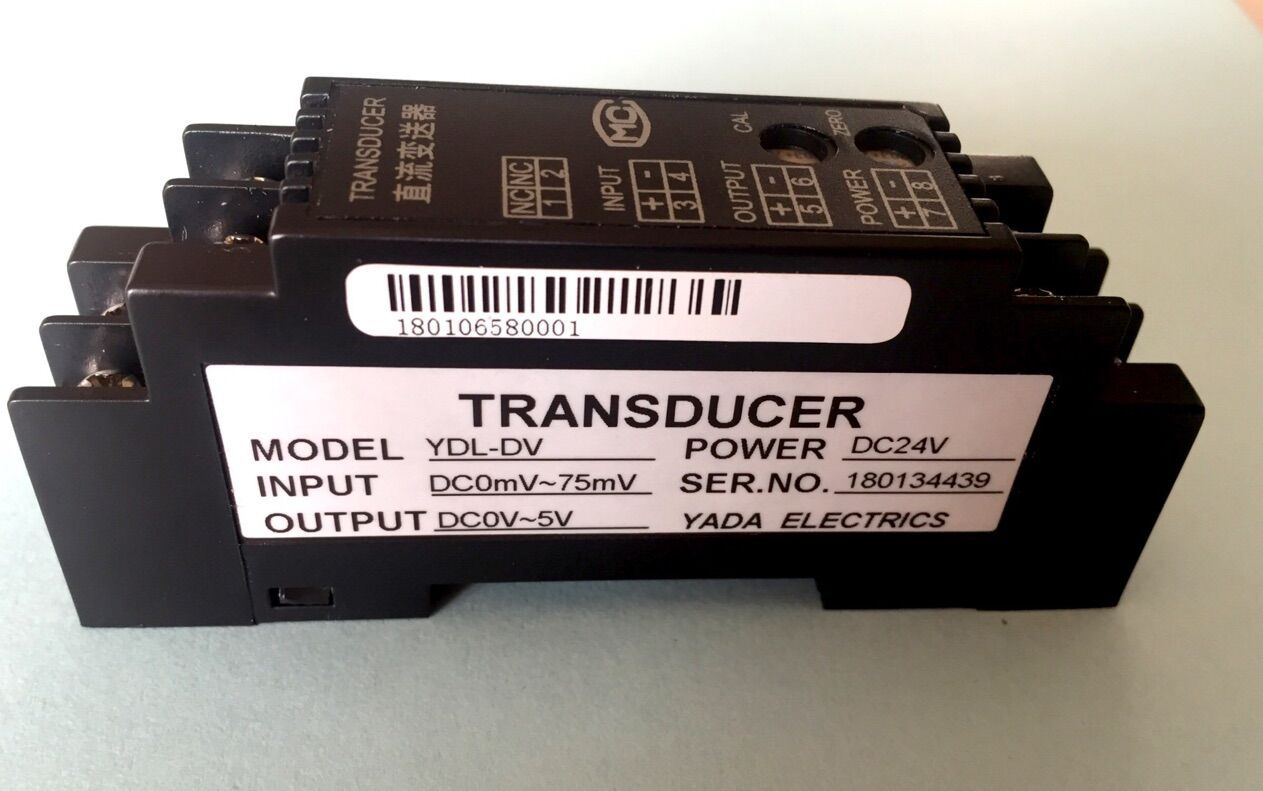 TRANSDUCER
直流变送器
NC NC
1 2
INPUT
+ -
3 4
MC
OUTPUT
+ -
5 6
CAL
POWER
+ -
7 8
ZERO
180106580001
TRANSDUCER
MODEL YDL-DV POWER DC24V
INPUT DC0mV~75mV SER.NO. 180134439
OUTPUT DC0V~5V YADA ELECTRICS